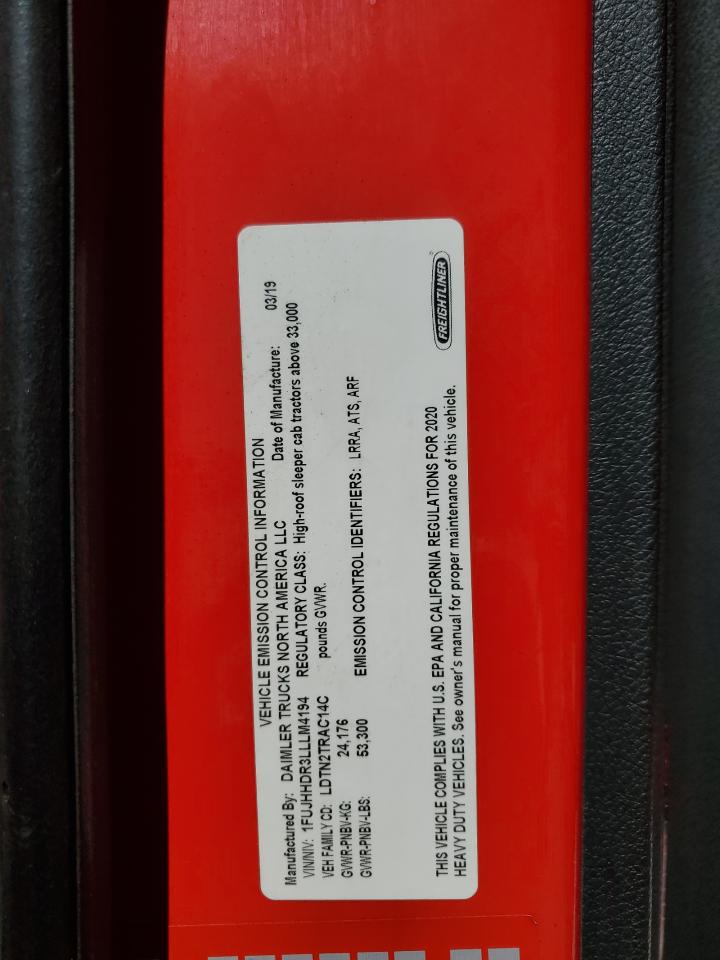 VEHICLE EMISSION CONTROL INFORMATION
Manufactured By: DAIMLER TRUCKS NORTH AMERICA LLC Date of Manufacture: 03/19
VIN/NIV: 1FUJHHDR3LLLM4194 REGULATORY CLASS: High-roof sleeper cab tractors above 33,000
VEH FAMILY CD: LDTN2TRAC14C pounds GVWR.
GVWR-PNBV-KG: 24,176
GVWR-PNBV-LBS: 53,300 EMISSION CONTROL IDENTIFIERS: LRRA, ATS, ARF
THIS VEHICLE COMPLIES WITH U.S. EPA AND CALIFORNIA REGULATIONS FOR 2020
HEAVY DUTY VEHICLES. See owner's manual for proper maintenance of this vehicle.
FREIGHTLINER